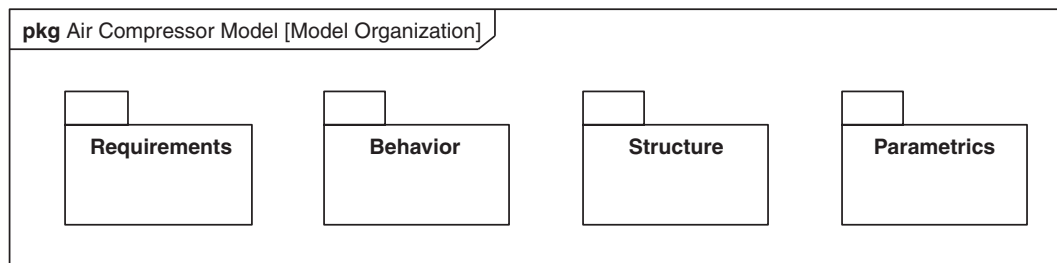 pkg Air Compressor Model [Model Organization]
Requirements
Behavior
Structure
Parametrics